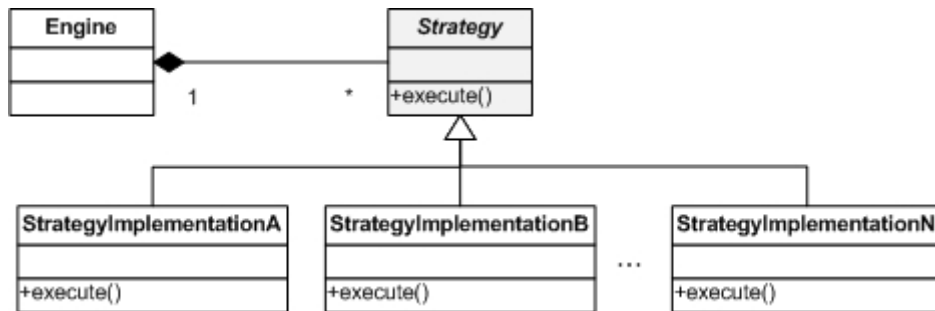 Engine
Strategy
1
*
+execute()
StrategyImplementationA
StrategyImplementationB
StrategyImplementationN
...
+execute()
+execute()
+execute()